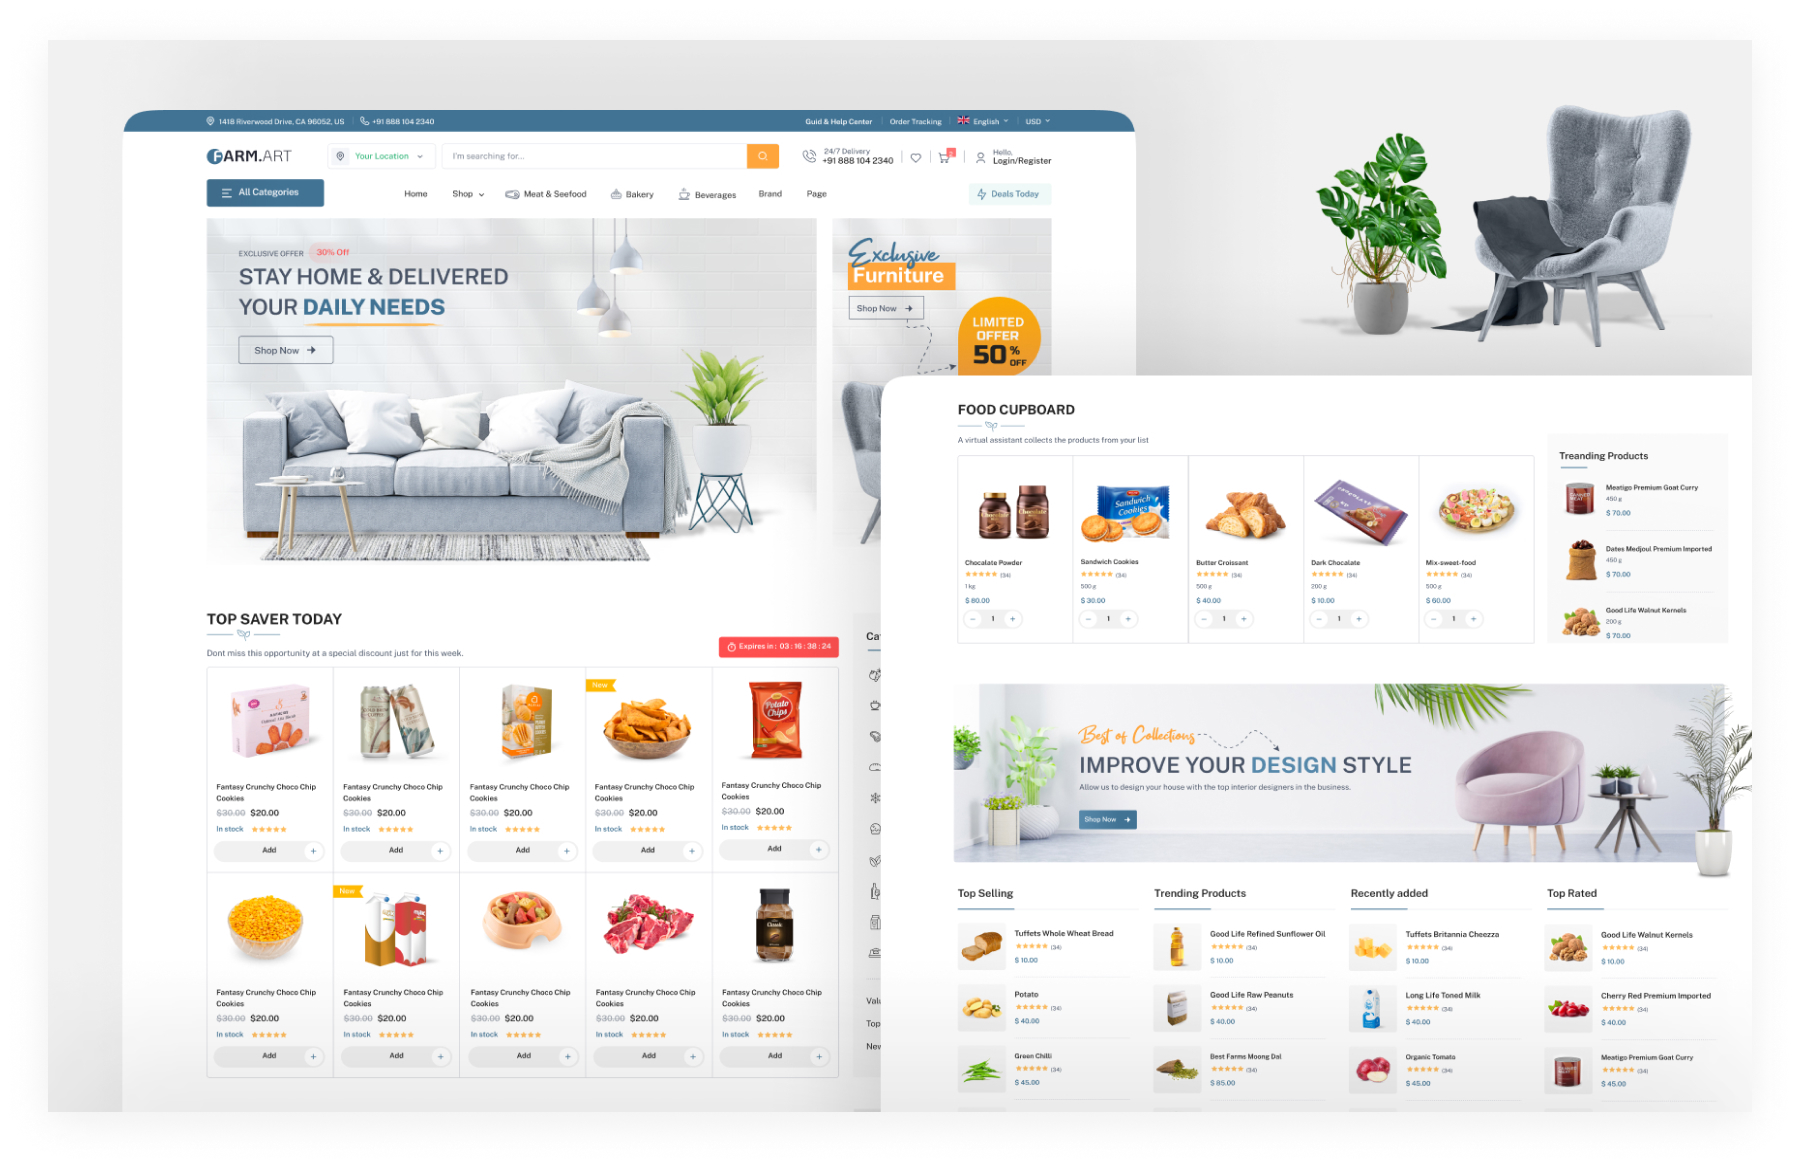 1418 Riverwood Drive, CA 96052, US
+91 888 104 2340
Guid & Help Center
Order Tracking
English
USD
FARM.ART
Your Location
I'm searching for...
24/7 Delivery
+91 888 104 2340
Hello,
Login/Register
All Categories
Home
Shop
Meat & Seefood
Bakery
Beverages
Brand
Page
Deals Today
EXCLUSIVE OFFER 30% Off
STAY HOME & DELIVERED
YOUR DAILY NEEDS
Shop Now
Exclusive
Furniture
Shop Now
LIMITED
OFFER
50 %
OFF
TOP SAVER TODAY
Dont miss this opportunity at a special discount just for this week.
Expires in : 03 : 16 : 38 : 24
New
Potato
Chips
Fantasy Crunchy Choco Chip
Cookies
$30.00 $20.00
In stock
Add
Fantasy Crunchy Choco Chip
Cookies
$30.00 $20.00
In stock
Add
Fantasy Crunchy Choco Chip
Cookies
$30.00 $20.00
In stock
Add
Fantasy Crunchy Choco Chip
Cookies
$30.00 $20.00
In stock
Add
Fantasy Crunchy Choco Chip
Cookies
$30.00 $20.00
In stock
Add
New
Classic
Fantasy Crunchy Choco Chip
Cookies
$30.00 $20.00
In stock
Add
Fantasy Crunchy Choco Chip
Cookies
$30.00 $20.00
In stock
Add
Fantasy Crunchy Choco Chip
Cookies
$30.00 $20.00
In stock
Add
Fantasy Crunchy Choco Chip
Cookies
$30.00 $20.00
In stock
Add
Fantasy Crunchy Choco Chip
Cookies
$30.00 $20.00
In stock
Add
Ca
Valu
Top
New
FOOD CUPBOARD
A virtual assistant collects the products from your list
Chocalate Powder
(34)
1 kg
$ 80.00
1
Sandwich
Cookies
Sandwich Cookies
(34)
500 g
$ 30.00
1
Butter Croissant
(34)
500 g
$ 40.00
1
Dark Chocalate
(34)
200 g
$ 10.00
1
Mix-sweet-food
(34)
500 g
$ 60.00
1
Treanding Products
Meatigo Premium Goat Curry
450 g
$ 70.00
Dates Medjoul Premium Imported
450 g
$ 70.00
Good Life Walnut Kernels
200 g
$ 70.00
Best of Collections
IMPROVE YOUR DESIGN STYLE
Allow us to design your house with the top interior designers in the business.
Shop Now
Top Selling
Tuffets Whole Wheat Bread
(34)
$ 10.00
Potato
(34)
$ 40.00
Green Chilli
(34)
$ 45.00
Trending Products
Good Life Refined Sunflower Oil
(34)
$ 10.00
Good Life Raw Peanuts
(34)
$ 40.00
Best Farms Moong Dal
(34)
$ 85.00
Recently added
Tuffets Britannia Cheezza
(34)
$ 10.00
Long Life Toned Milk
(34)
$ 40.00
Organic Tomato
(34)
$ 45.00
Top Rated
Good Life Walnut Kernels
(34)
$ 10.00
Cherry Red Premium Imported
(34)
$ 40.00
Meatigo Premium Goat Curry
(34)
$ 45.00